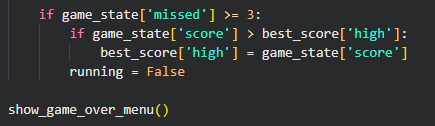 if game_state['missed'] >= 3:
    if game_state['score'] > best_score['high']:
        best_score['high'] = game_state['score']
    running = False
show_game_over_menu()